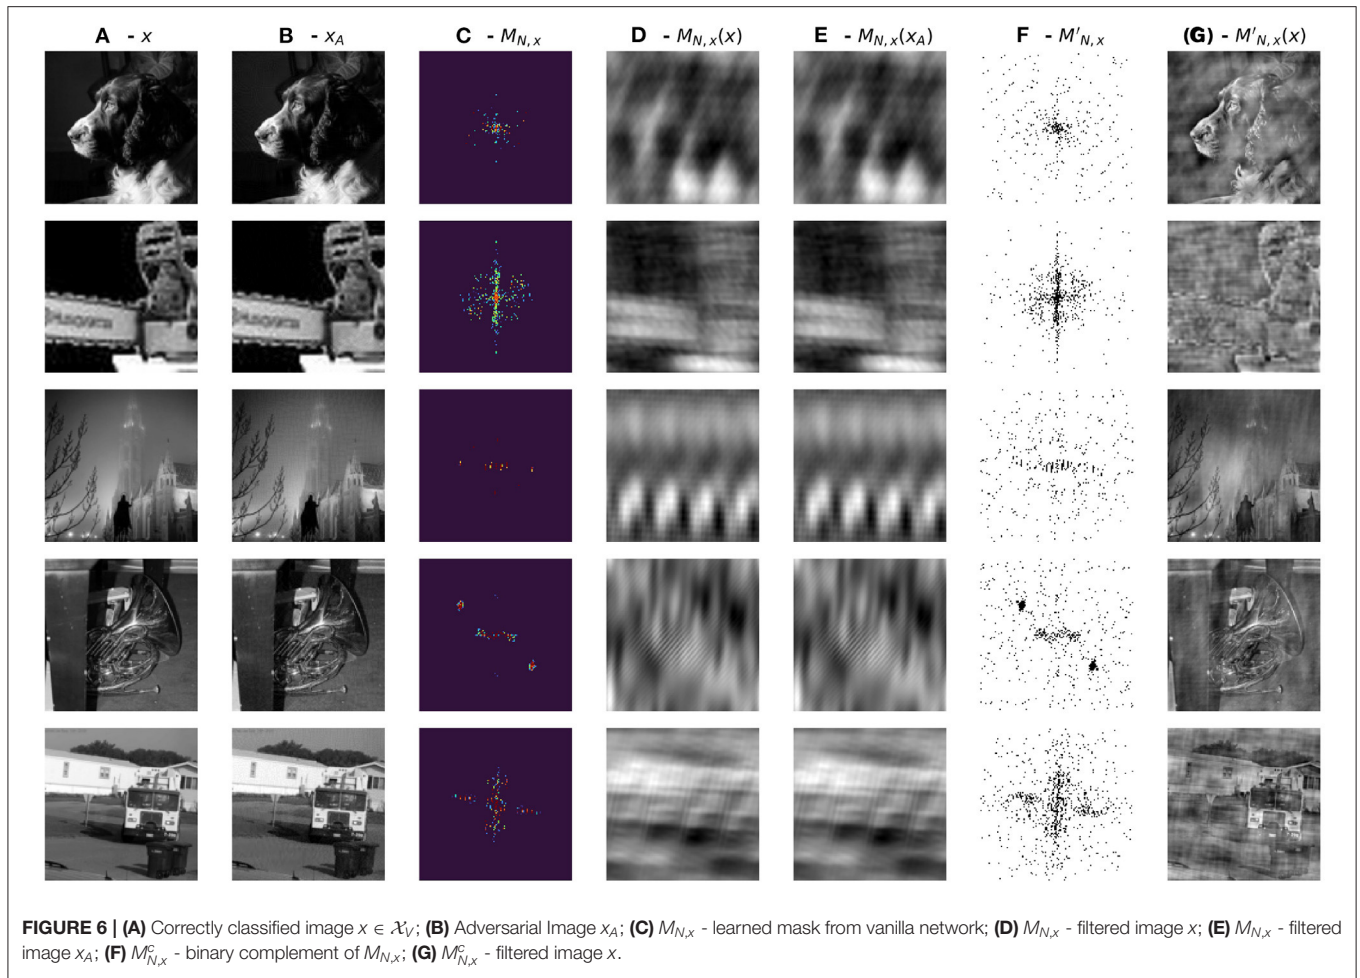 A - x B - x_A C - M_{N,x} D - M_{N,x}(x) E - M_{N,x}(x_A) F - M'_{N,x} (G) - M'_{N,x}(x)
FIGURE 6 | (A) Correctly classified image x ∈ 𝒳_V; (B) Adversarial Image x_A; (C) M_{N,x} - learned mask from vanilla network; (D) M_{N,x} - filtered image x; (E) M_{N,x} - filtered
image x_A; (F) M^c_{N,x} - binary complement of M_{N,x}; (G) M^c_{N,x} - filtered image x.